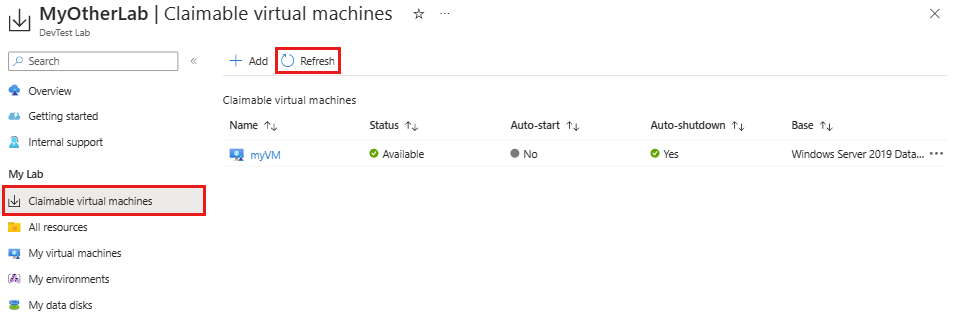 MyOtherLab | Claimable virtual machines
DevTest Lab
Search
Overview
Getting started
Internal support
My Lab
Claimable virtual machines
All resources
My virtual machines
My environments
My data disks
Add Refresh
Claimable virtual machines
Name Status Auto-start Auto-shutdown Base
myVM Available No Yes Windows Server 2019 Data...